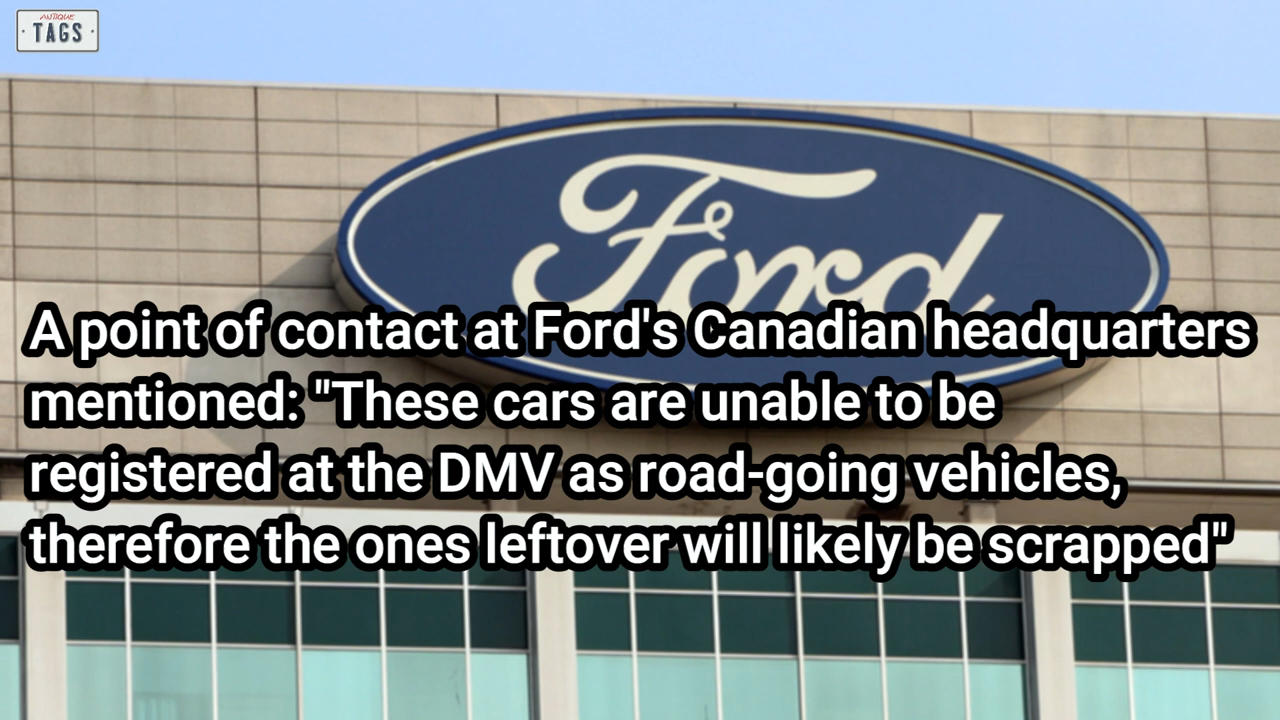 ANTIQUE
TAGS
Ford
A point of contact at Ford's Canadian headquarters
mentioned: "These cars are unable to be
registered at the DMV as road-going vehicles,
therefore the ones leftover will likely be scrapped"